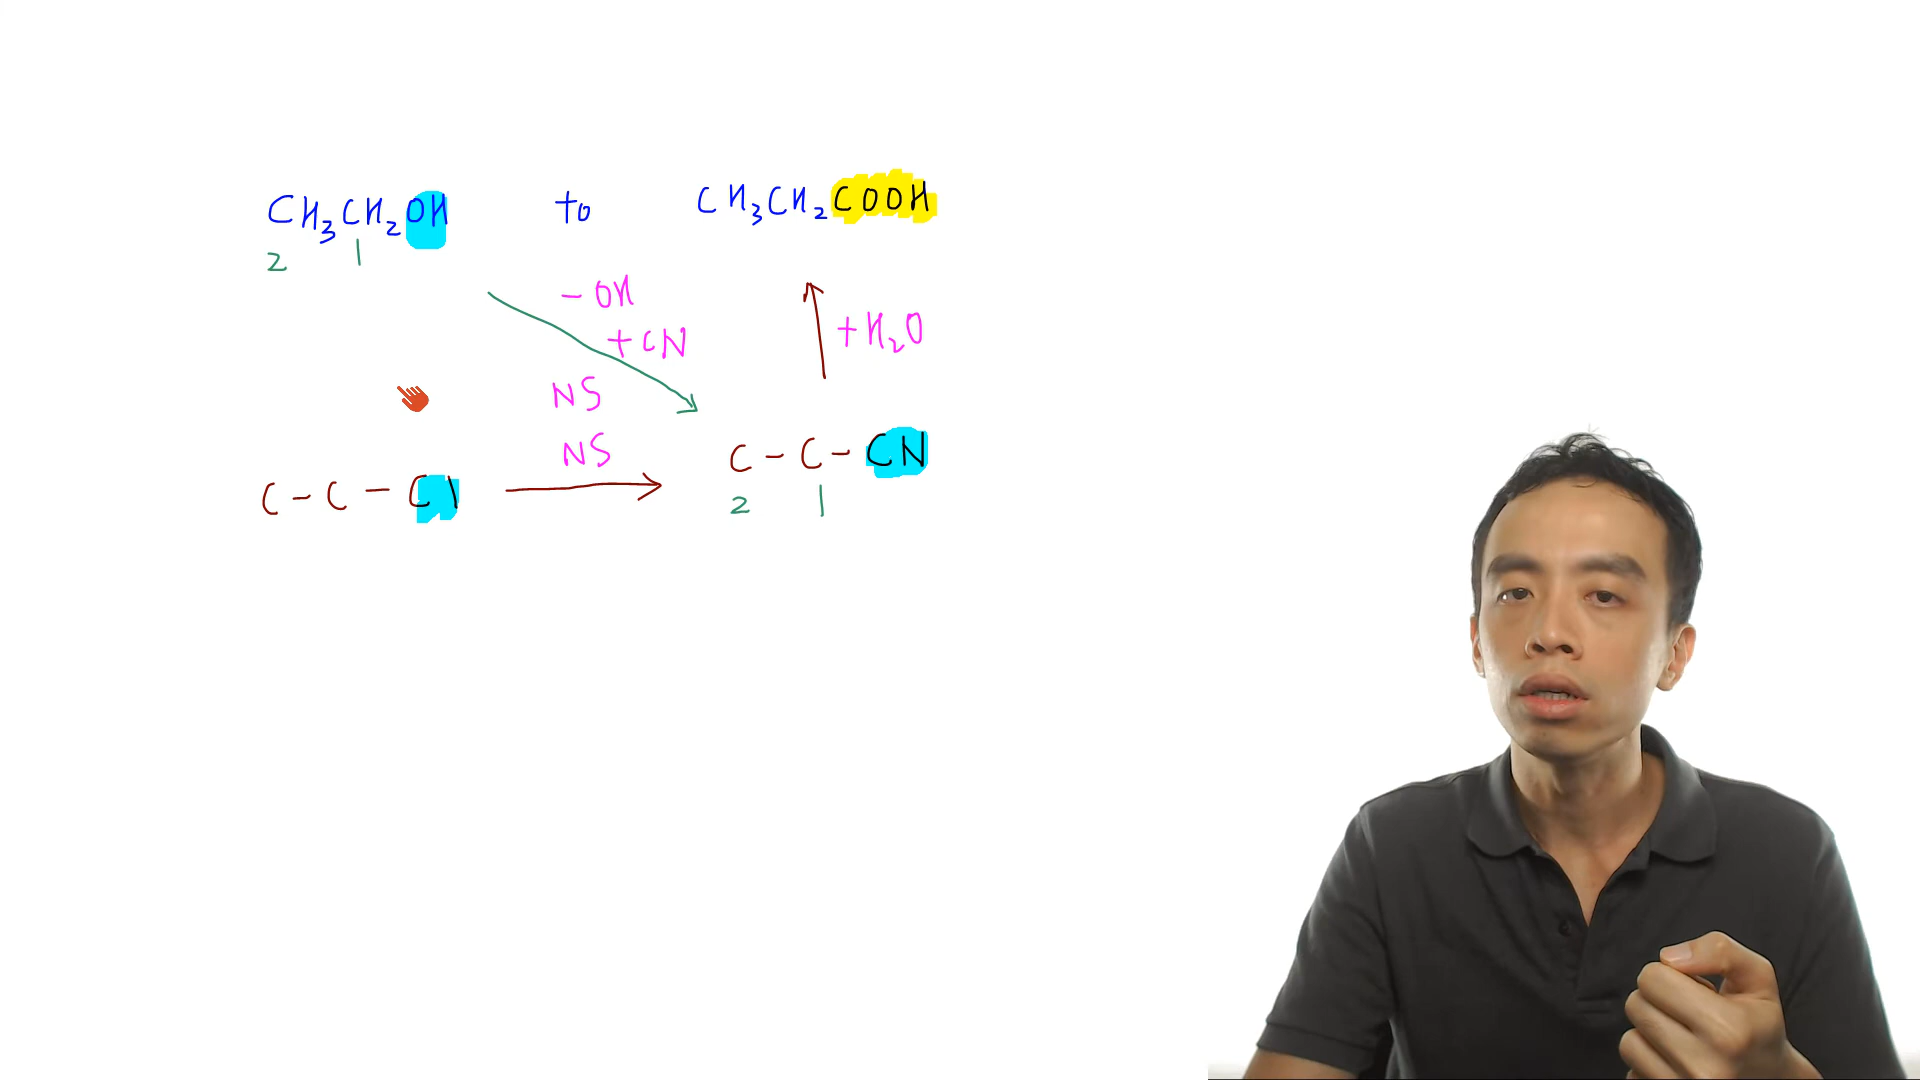 CH₃CH₂OH to CH₃CH₂COOH
2 1
- OH
+ CN
+ H₂O
NS
NS
C - C - CN
C - C - Cl
2 1